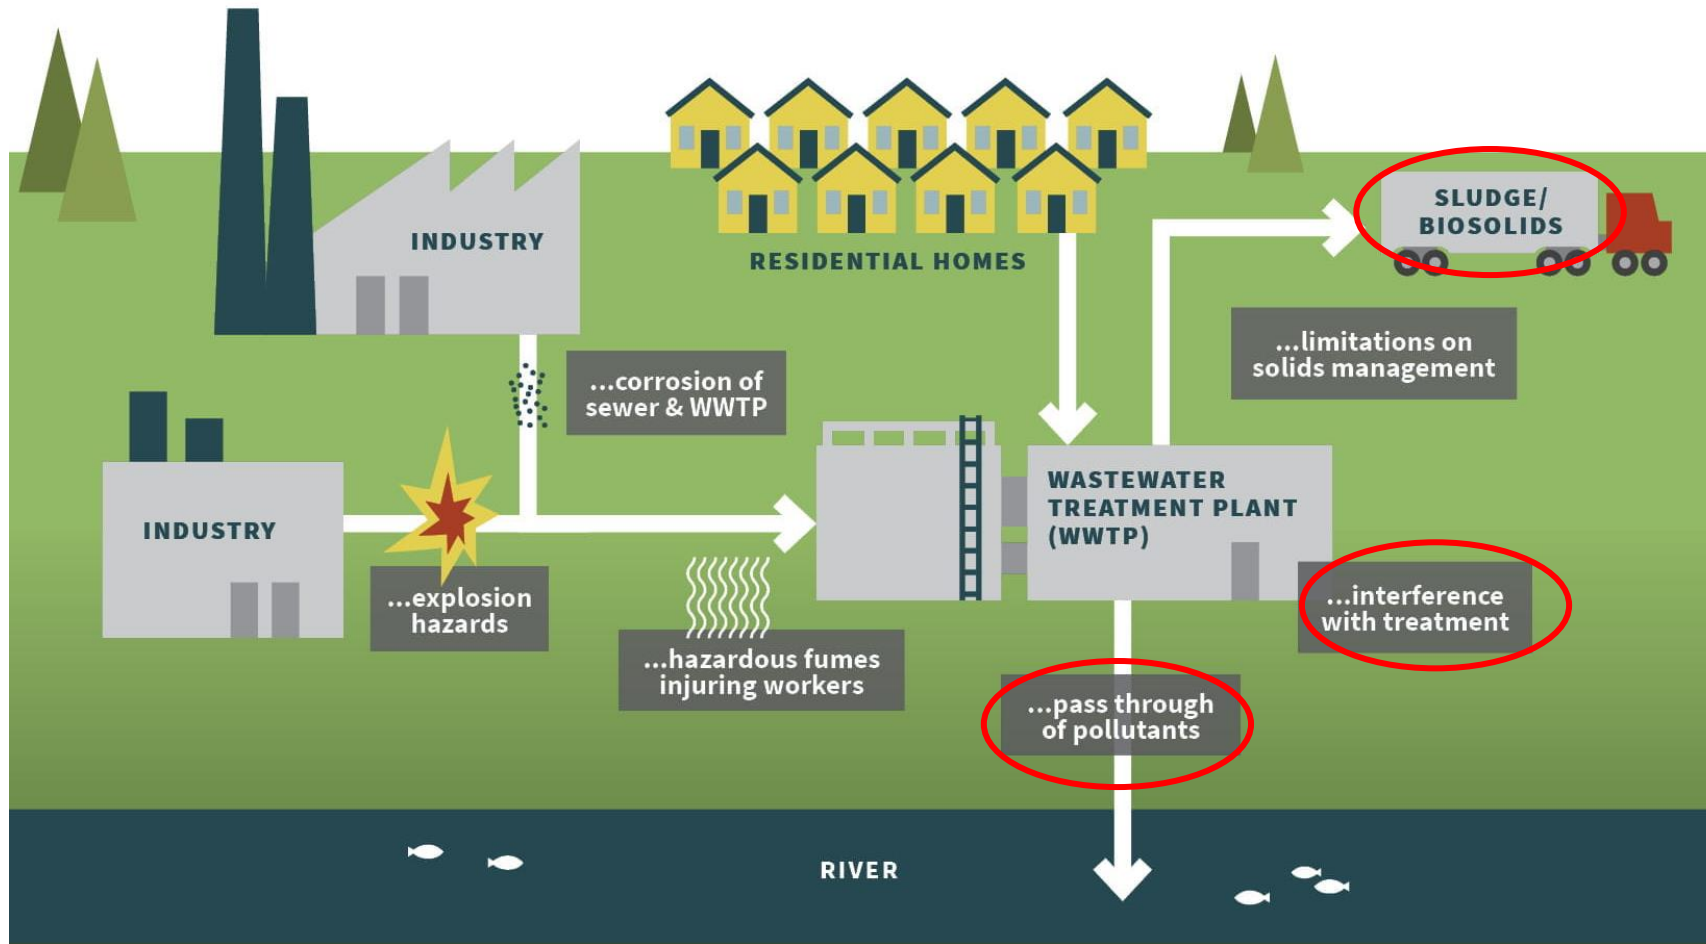 SLUDGE/
BIOSOLIDS
INDUSTRY
RESIDENTIAL HOMES
...limitations on
solids management
...corrosion of
sewer & WWTP
WASTEWATER
TREATMENT PLANT
(WWTP)
INDUSTRY
...explosion
hazards
...interference
with treatment
...hazardous fumes
injuring workers
...pass through
of pollutants
RIVER